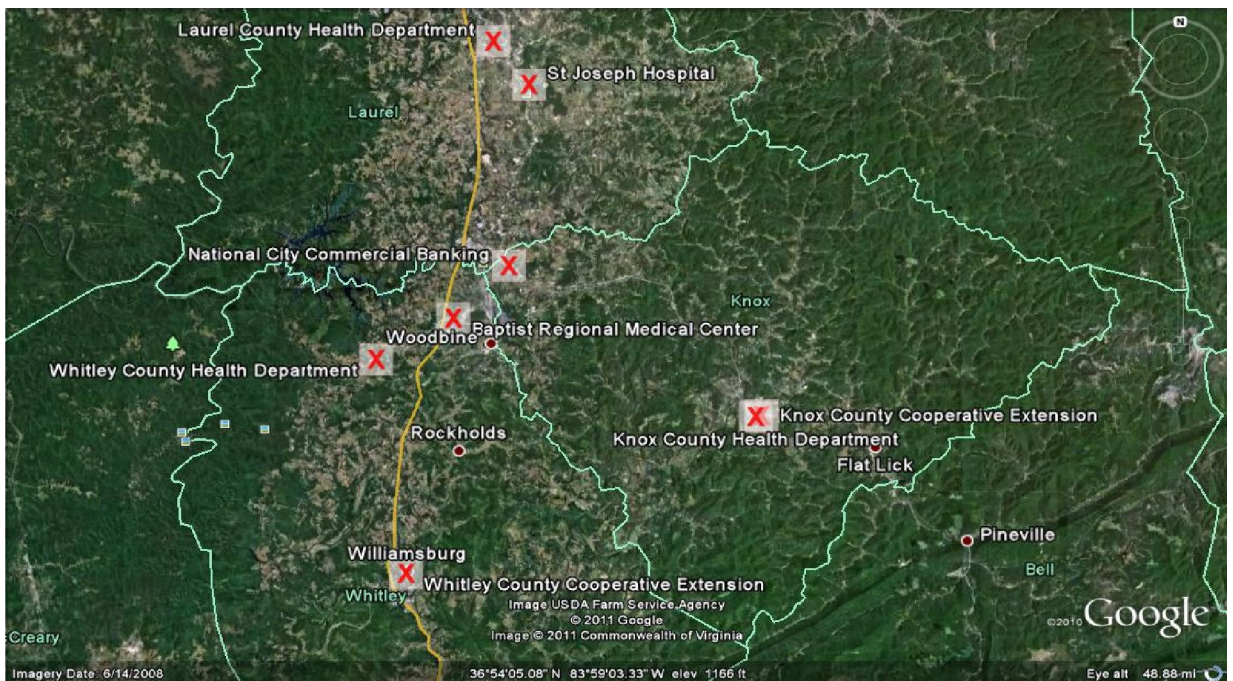 N
Laurel County Health Department
X
St Joseph Hospital
X
Laurel
National City Commercial Banking
X
Knox
X
Baptist Regional Medical Center
Woodbine
X
Whitley County Health Department
X
Knox County Cooperative Extension
Rockholds
Knox County Health Department
Flat Lick
Pineville
Williamsburg
Bell
X
Whitley County Cooperative Extension
Whitley
Image USDA Farm Service Agency
© 2011 Google
Image © 2011 Commonwealth of Virginia
©2010 Google
cCreary
Imagery Date: 6/14/2008
36°54'05.08" N 83°59'03.33" W elev 1166 ft
Eye alt 48.88 mi